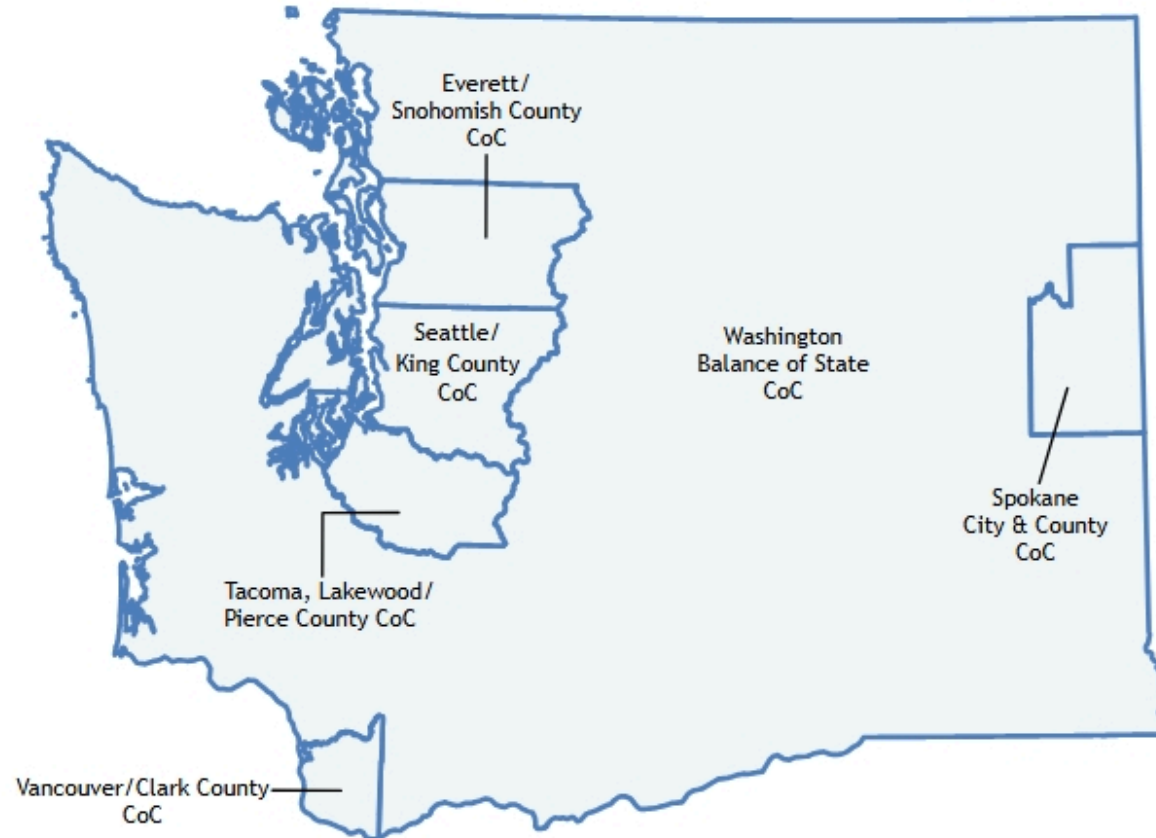 Everett/
Snohomish County
CoC
Seattle/
King County
CoC
Washington
Balance of State
CoC
Spokane
City & County
CoC
Tacoma, Lakewood/
Pierce County CoC
Vancouver/Clark County
CoC